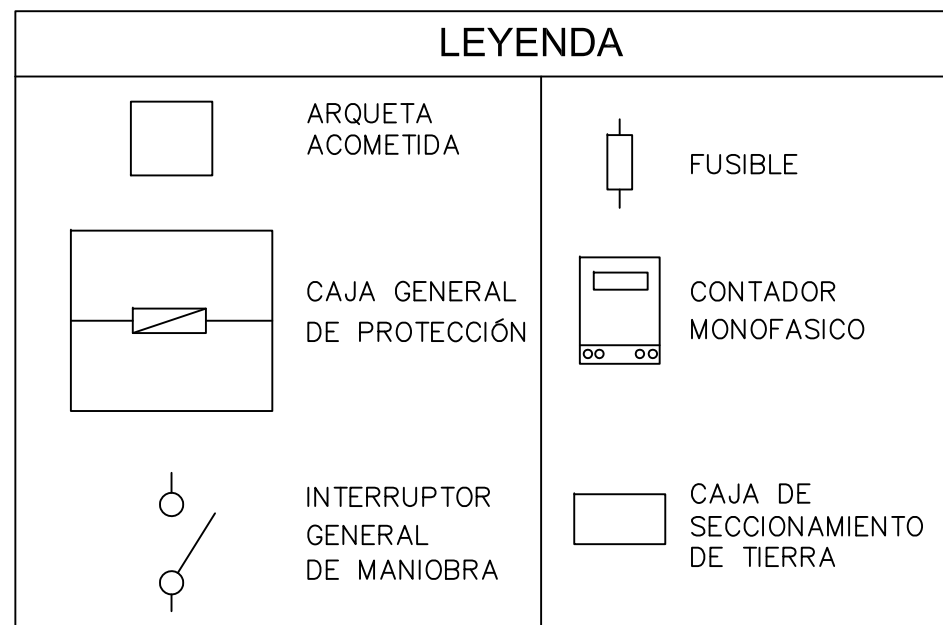 LEYENDA
ARQUETA
ACOMETIDA
CAJA GENERAL
DE PROTECCIÓN
INTERRUPTOR
GENERAL
DE MANIOBRA
FUSIBLE
CONTADOR
MONOFASICO
CAJA DE
SECCIONAMIENTO
DE TIERRA